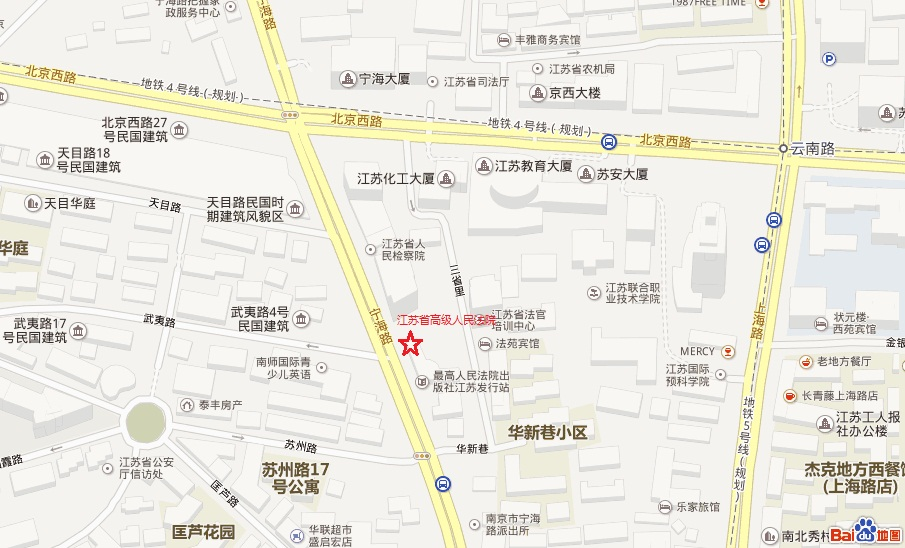 宁海路把握家
政服务中心
1987FREE TIME
丰雅商务宾馆
江苏省农机局
江苏省司法厅
宁海大厦
京西大楼
北京西路
地铁4号线(-规划-)
北京西路
地铁4号线-(规划)
北京西路
云南路
北京西路27
号民国建筑
天目路18
号民国建筑
天目华庭
天目路
天目路民国时
期建筑风貌区
江苏化工大厦
江苏教育大厦
苏安大厦
华庭
江苏省人
民检察院
三省里
江苏联合职
业技术学院
武夷路17
号民国建筑
武夷路
武夷路4号
民国建筑
宁海路
江苏省高级人民法院
江苏省法官
培训中心
法苑宾馆
上海路
状元楼·
西苑宾馆
金银
MERCY
老地方餐厅
江苏国际
预科学院
南师国际青
少儿英语
最高人民法院出
版社江苏发行站
长青藤上海路店
地铁5号线(-规划)
江苏工人报
社办公楼
泰丰房产
苏州路
华新巷
华新巷小区
江苏省公安
厅信访处
苏州路17
号公寓
匡芦路
匡芦花园
华联超市
盛启宏店
南京市宁海
路派出所
乐家旅馆
杰克地方西餐馆
(上海路店)
南北秀村
Bai du 地图